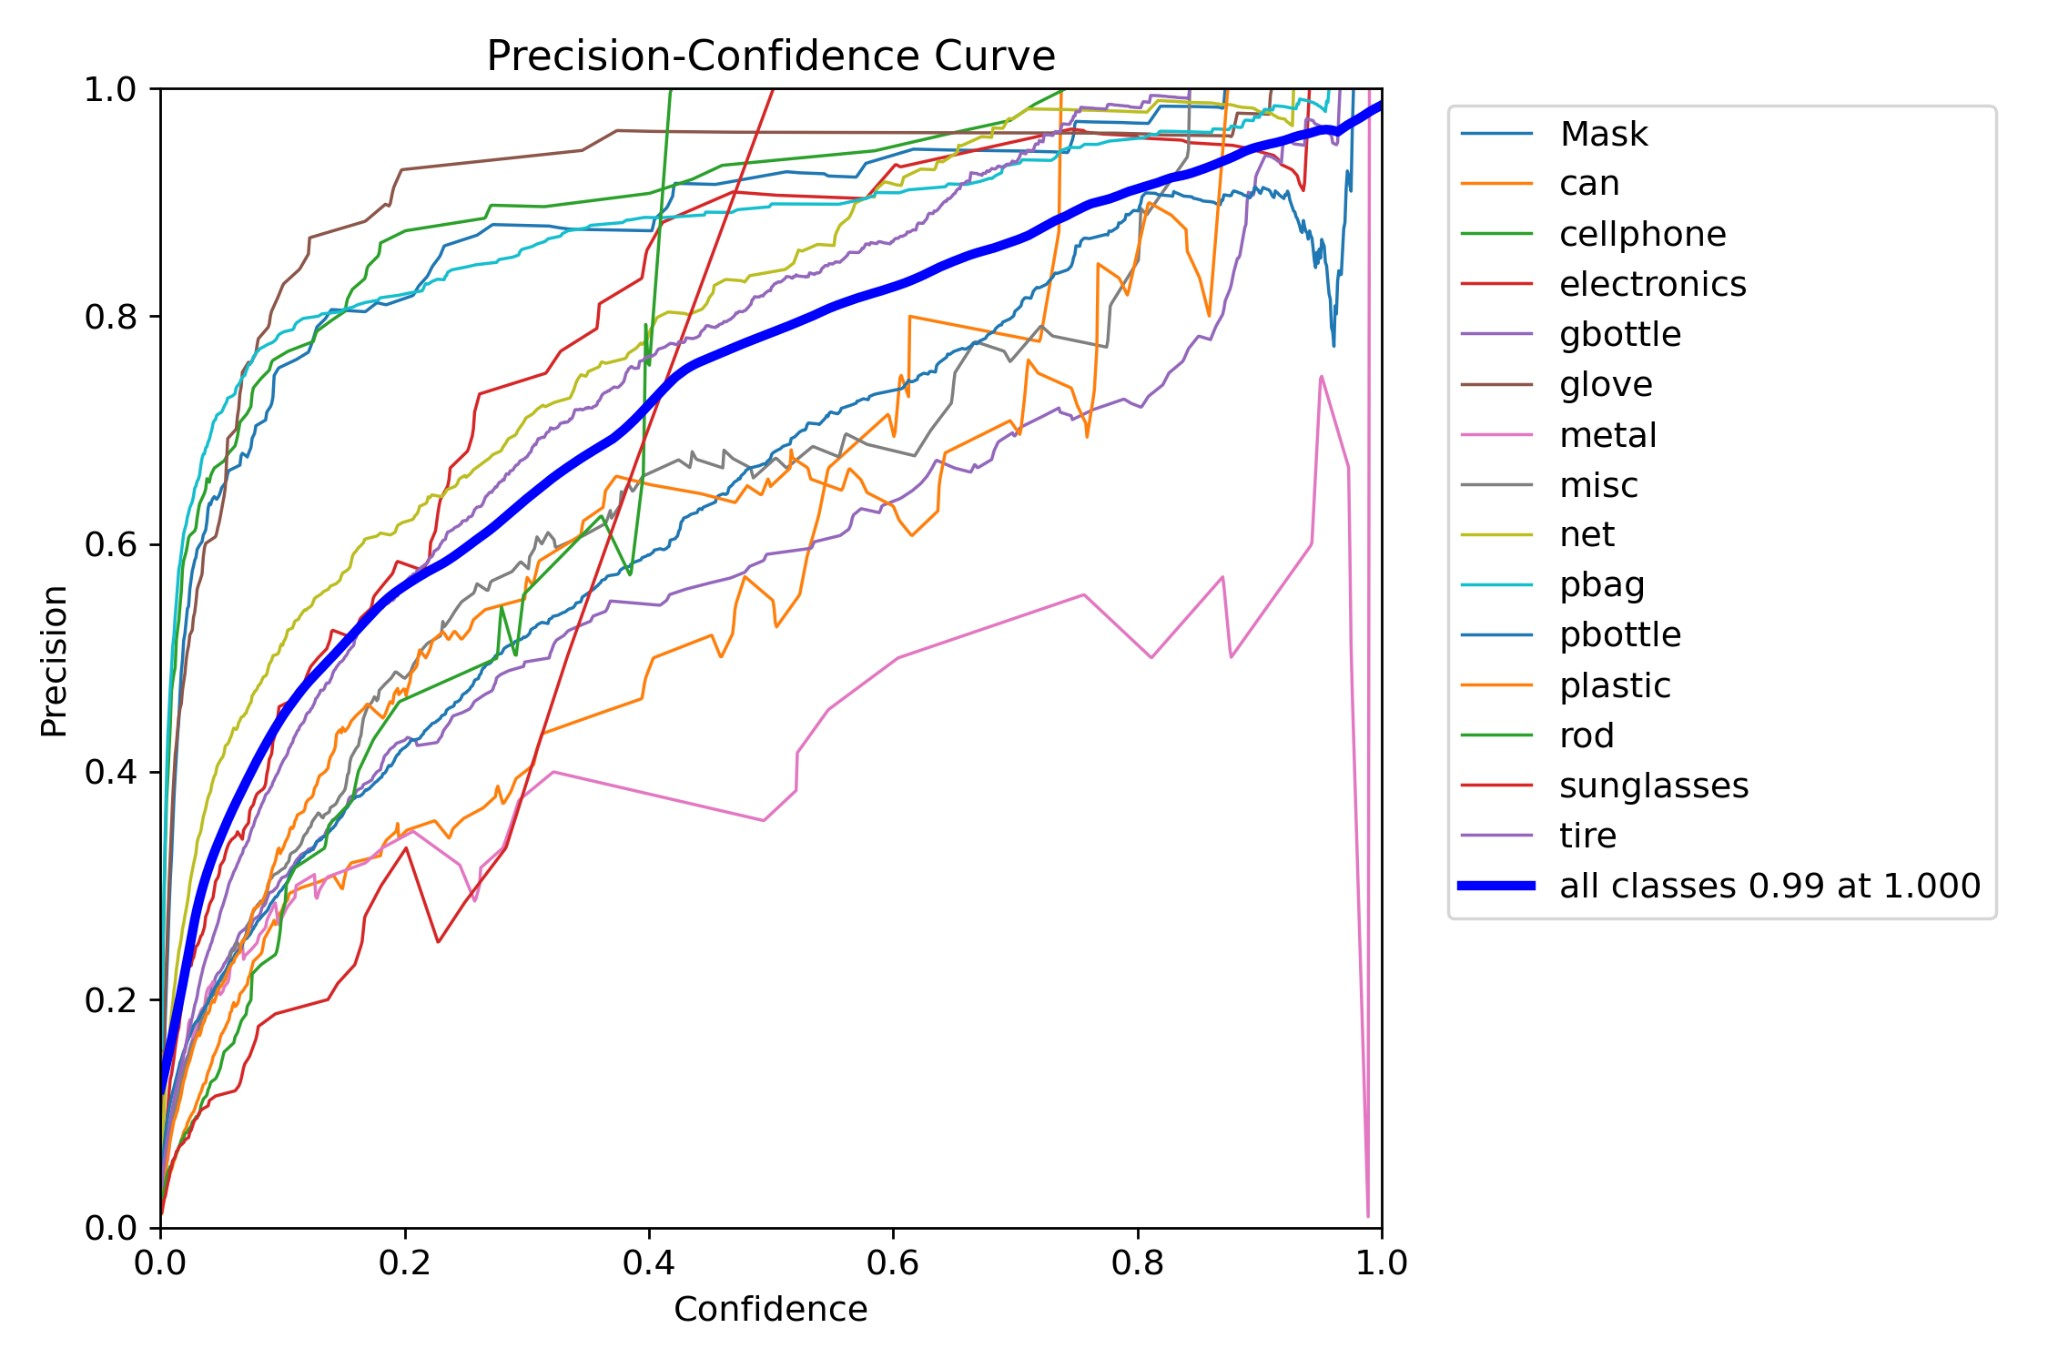 Precision-Confidence Curve
1.0
0.8
0.6
0.4
0.2
0.0
Precision
0.0 0.2 0.4 0.6 0.8 1.0
Confidence
Mask
can
cellphone
electronics
gbottle
glove
metal
misc
net
pbag
pbottle
plastic
rod
sunglasses
tire
all classes 0.99 at 1.000